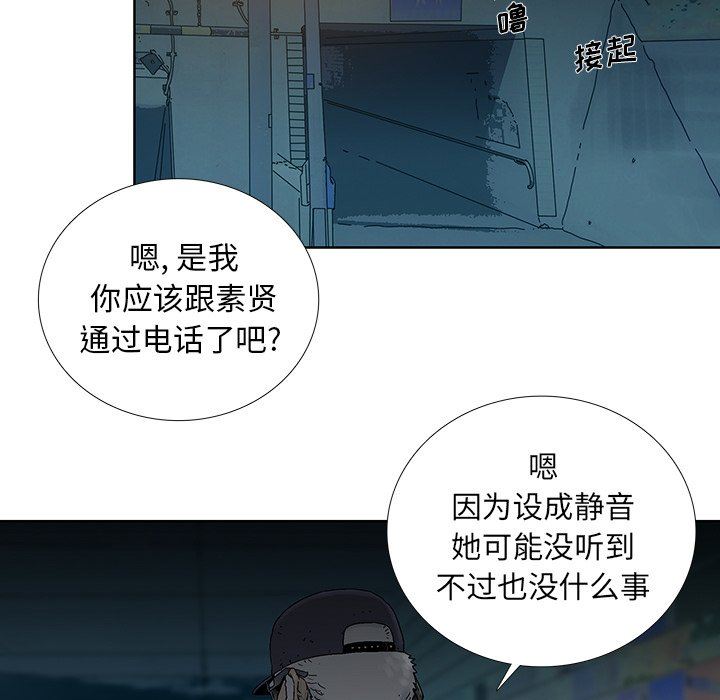 噜
接起
嗯, 是我
你应该跟素贤
通过电话了吧?
嗯
因为设成静音
她可能没听到
不过也没什么事